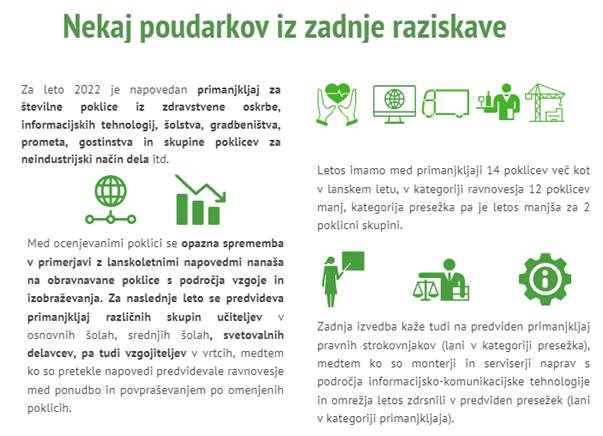 Nekaj poudarkov iz zadnje raziskave
Za leto 2022 je napovedan primanjkljaj za
številne poklice iz zdravstvene oskrbe,
informacijskih tehnologij, šolstva, gradbeništva,
prometa, gostinstva in skupine poklicev za
neindustrijski način dela itd.
Med ocenjevanimi poklici se opazna sprememba
v primerjavi z lanskoletnimi napovedmi nanaša
na obravnavane poklice s področja vzgoje in
izobraževanja. Za naslednje leto se predvideva
primanjkljaj različnih skupin učiteljev v
osnovnih šolah, srednjih šolah, svetovalnih
delavcev, pa tudi vzgojiteljev v vrtcih, medtem
ko so pretekle napovedi predvidevale ravnovesje
med ponudbo in povpraševanjem po omenjenih
poklicih.
Letos imamo med primanjkljaji 14 poklicev več kot
v lanskem letu, v kategoriji ravnovesja 12 poklicev
manj, kategorija presežka pa je letos manjša za 2
poklicni skupini.
Zadnja izvedba kaže tudi na predviden primanjkljaj
pravnih strokovnjakov (lani v kategoriji presežka),
medtem ko so monterji in serviserji naprav s
področja informacijsko-komunikacijske tehnologije
in omrežja letos zdrsnili v predviden presežek (lani
v kategoriji primanjkljaja).